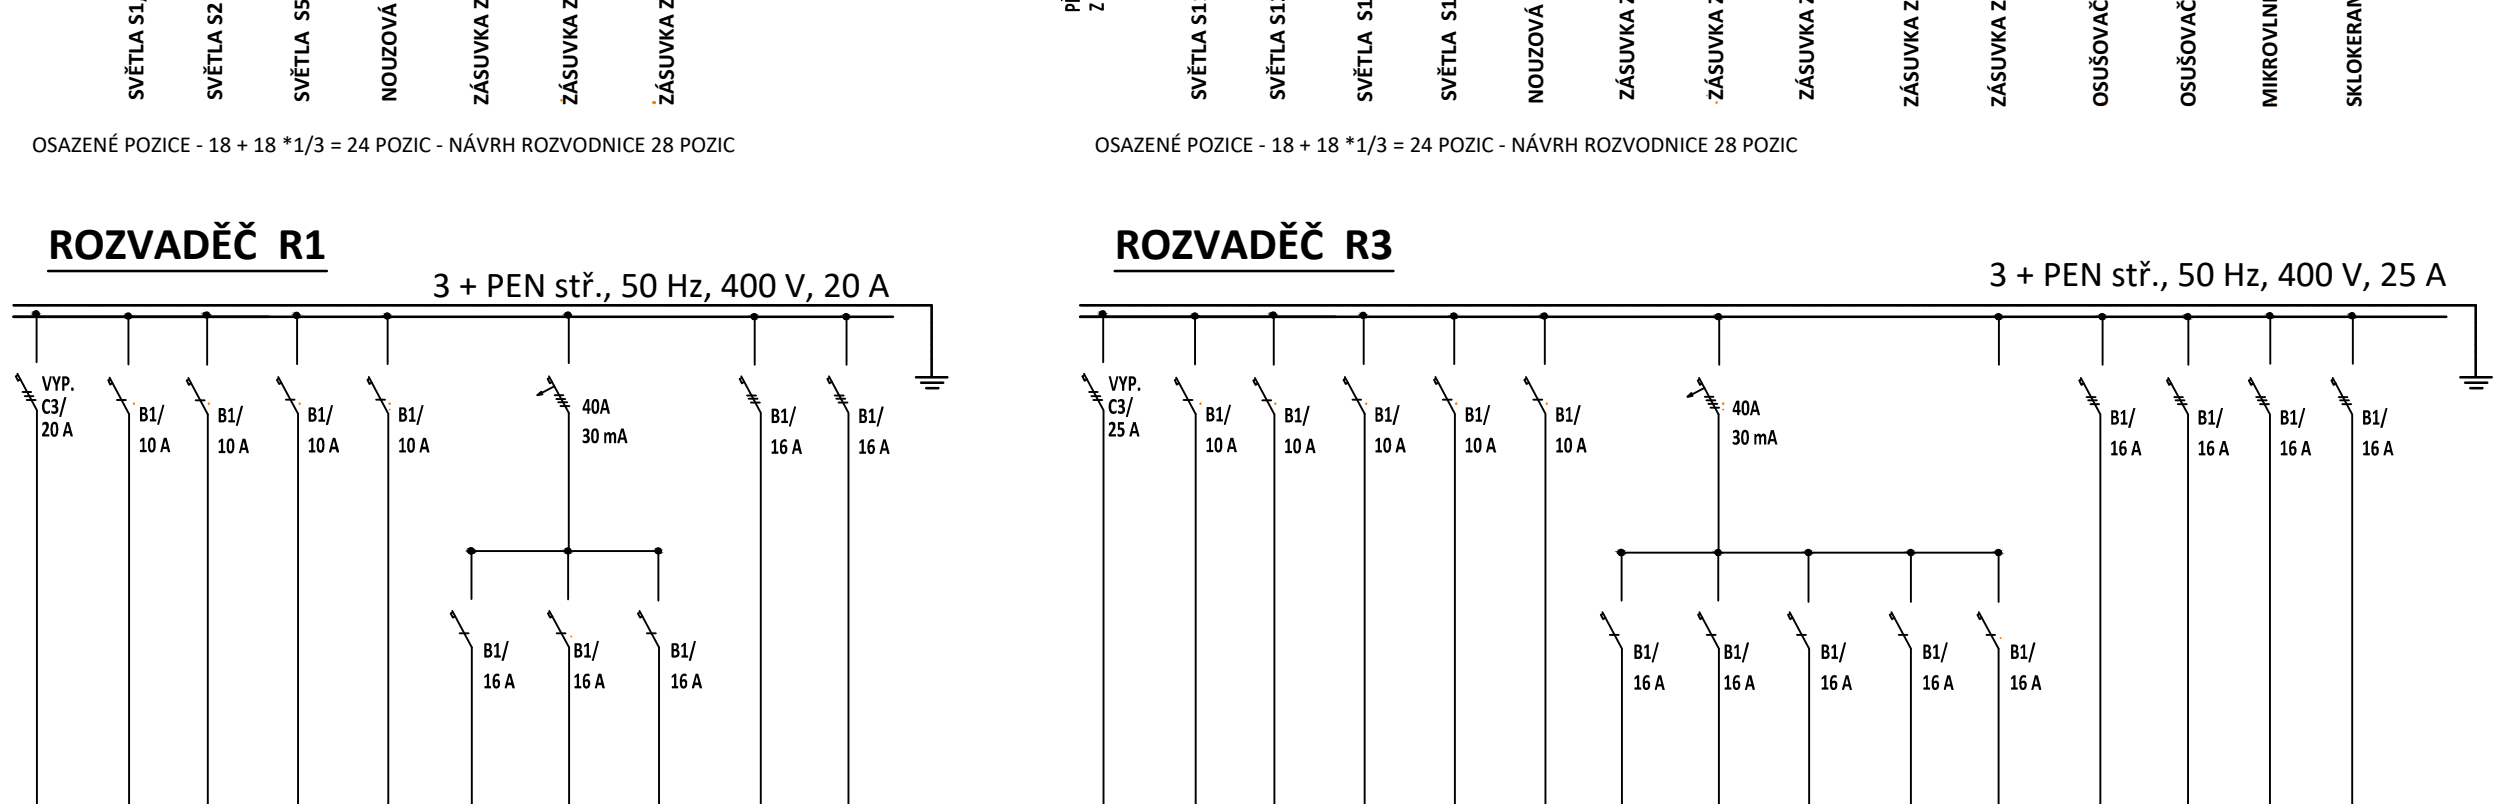 SVĚTLA S1
SVĚTLA S2
SVĚTLA S5
NOUZOVÁ
ZÁSUVKA Z
ZÁSUVKA Z
ZÁSUVKA Z
OSAZENÉ POZICE - 18 + 18 *1/3 = 24 POZIC - NÁVRH ROZVODNICE 28 POZIC
Z
SVĚTLA S1
SVĚTLA S1
SVĚTLA S1
SVĚTLA S1
NOUZOVÁ
ZÁSUVKA Z
ZÁSUVKA Z
ZÁSUVKA Z
ZÁSUVKA Z
ZÁSUVKA Z
OSUŠOVAČ
OSUŠOVAČ
MIKROVLN
SKLOKERAM
OSAZENÉ POZICE - 18 + 18 *1/3 = 24 POZIC - NÁVRH ROZVODNICE 28 POZIC
ROZVADĚČ R1
3 + PEN stř., 50 Hz, 400 V, 20 A
VYP.
C3/
20 A
B1/
10 A
B1/
10 A
B1/
10 A
B1/
10 A
40A
30 mA
B1/
16 A
B1/
16 A
B1/
16 A
B1/
16 A
B1/
16 A
ROZVADĚČ R3
3 + PEN stř., 50 Hz, 400 V, 25 A
VYP.
C3/
25 A
B1/
10 A
B1/
10 A
B1/
10 A
B1/
10 A
B1/
10 A
40A
30 mA
B1/
16 A
B1/
16 A
B1/
16 A
B1/
16 A
B1/
16 A
B1/
16 A
B1/
16 A
B1/
16 A
B1/
16 A